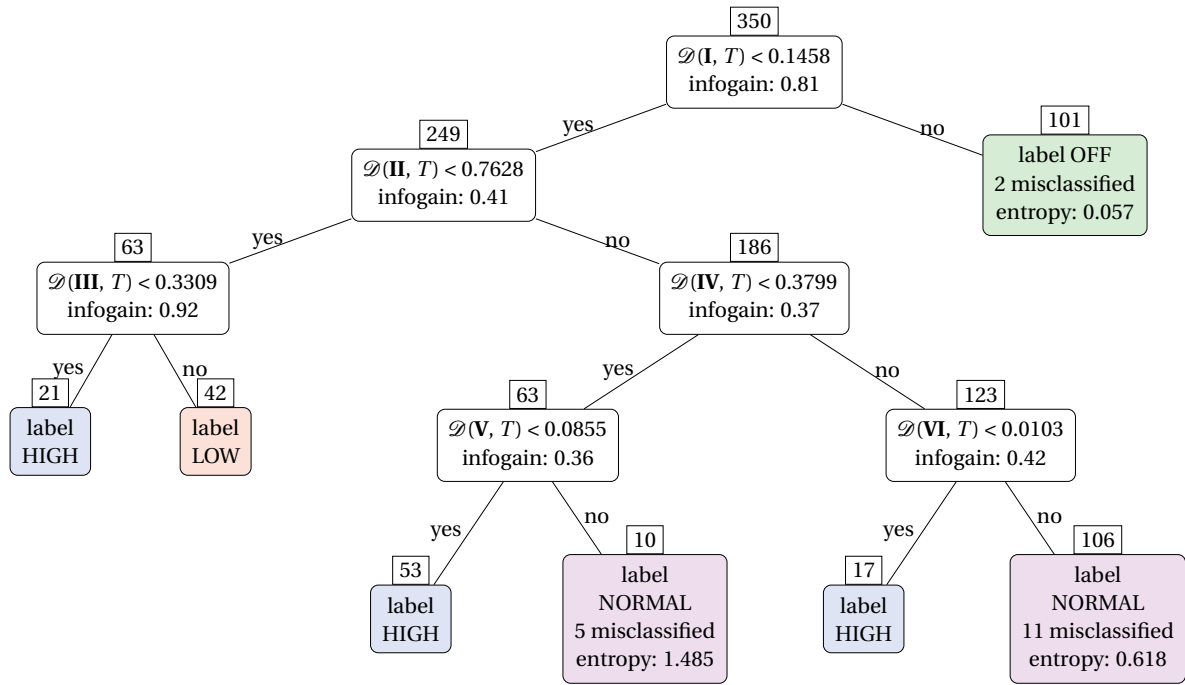 350
𝒟(I, T) < 0.1458
infogain: 0.81
yes
no
249
𝒟(II, T) < 0.7628
infogain: 0.41
101
label OFF
2 misclassified
entropy: 0.057
yes
no
63
𝒟(III, T) < 0.3309
infogain: 0.92
186
𝒟(IV, T) < 0.3799
infogain: 0.37
yes
no
yes
no
21
label
HIGH
42
label
LOW
63
𝒟(V, T) < 0.0855
infogain: 0.36
123
𝒟(VI, T) < 0.0103
infogain: 0.42
yes
no
yes
no
53
label
HIGH
10
label
NORMAL
5 misclassified
entropy: 1.485
17
label
HIGH
106
label
NORMAL
11 misclassified
entropy: 0.618